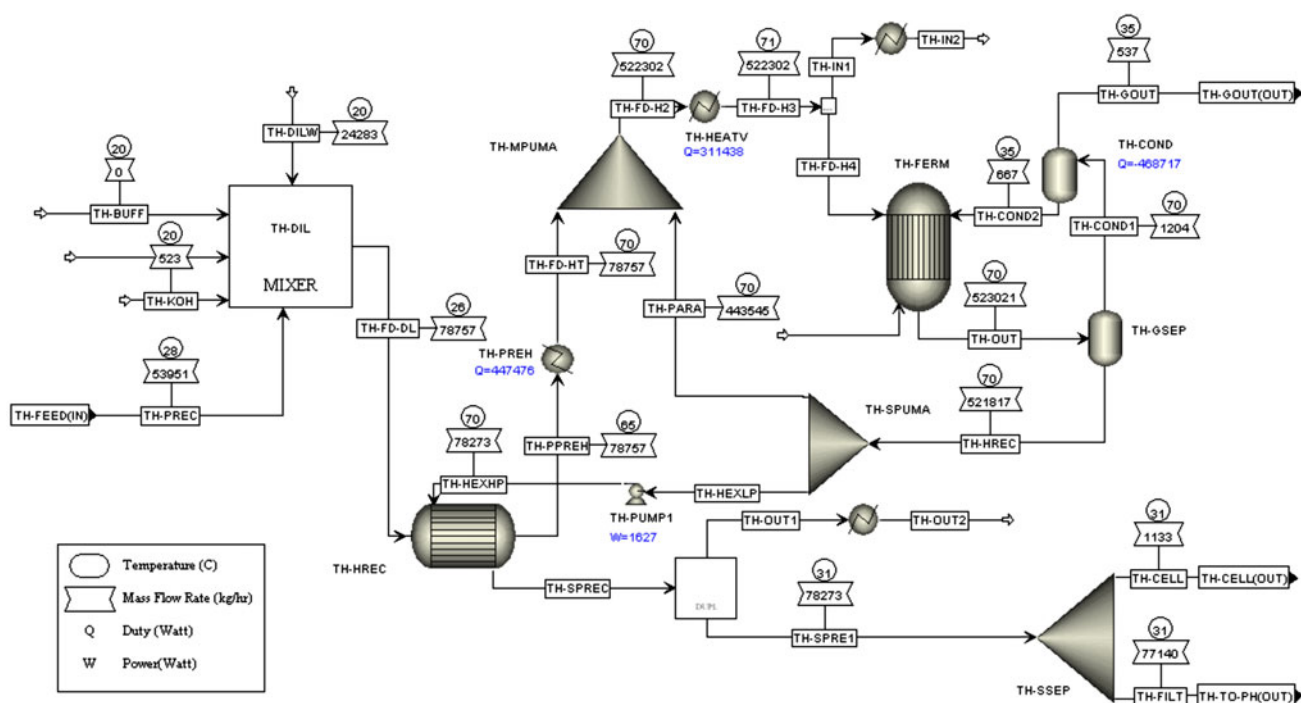 70
522302
TH-FD-H2
71
522302
TH-FD-H3
TH-IN1
TH-IN2
35
537
TH-GOUT
TH-GOUT(OUT)
TH-HEATV
Q=311438
TH-MPUMA
TH-FD-H4
TH-FERM
35
667
TH-COND2
TH-COND
Q=-468717
TH-COND1
70
1204
20
24283
TH-DILW
20
0
TH-BUFF
20
523
TH-KOH
TH-DIL
MIXER
28
53951
TH-FEED(IN)
TH-PREC
26
78757
TH-FD-DL
70
78757
TH-FD-HT
TH-PREH
Q=447476
70
443545
TH-PARA
70
523021
TH-OUT
TH-GSEP
TH-SPUMA
70
521817
TH-HREC
70
78273
TH-HEXHP
65
78757
TH-PPREH
TH-HEXLP
TH-PUMP1
W=1627
TH-HREC
TH-SPREC
TH-OUT1
TH-OUT2
DUPL
31
78273
TH-SPRE1
31
1133
TH-CELL
TH-CELL(OUT)
31
77140
TH-FILT
TH-TO-PH(OUT)
TH-SSEP
Temperature (C)
Mass Flow Rate (kg/hr)
Q Duty (Watt)
W Power(Watt)